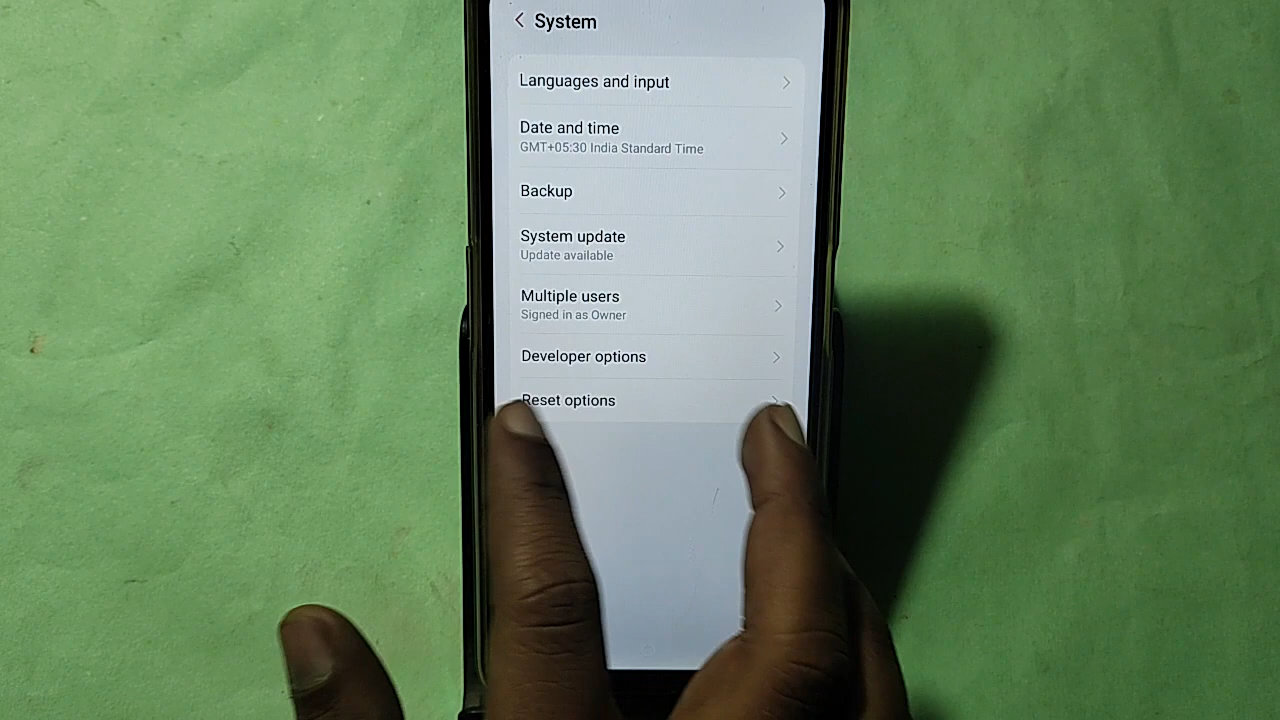 System
Languages and input
Date and time
GMT+05:30 India Standard Time
Backup
System update
Update available
Multiple users
Signed in as Owner
Developer options
Reset options